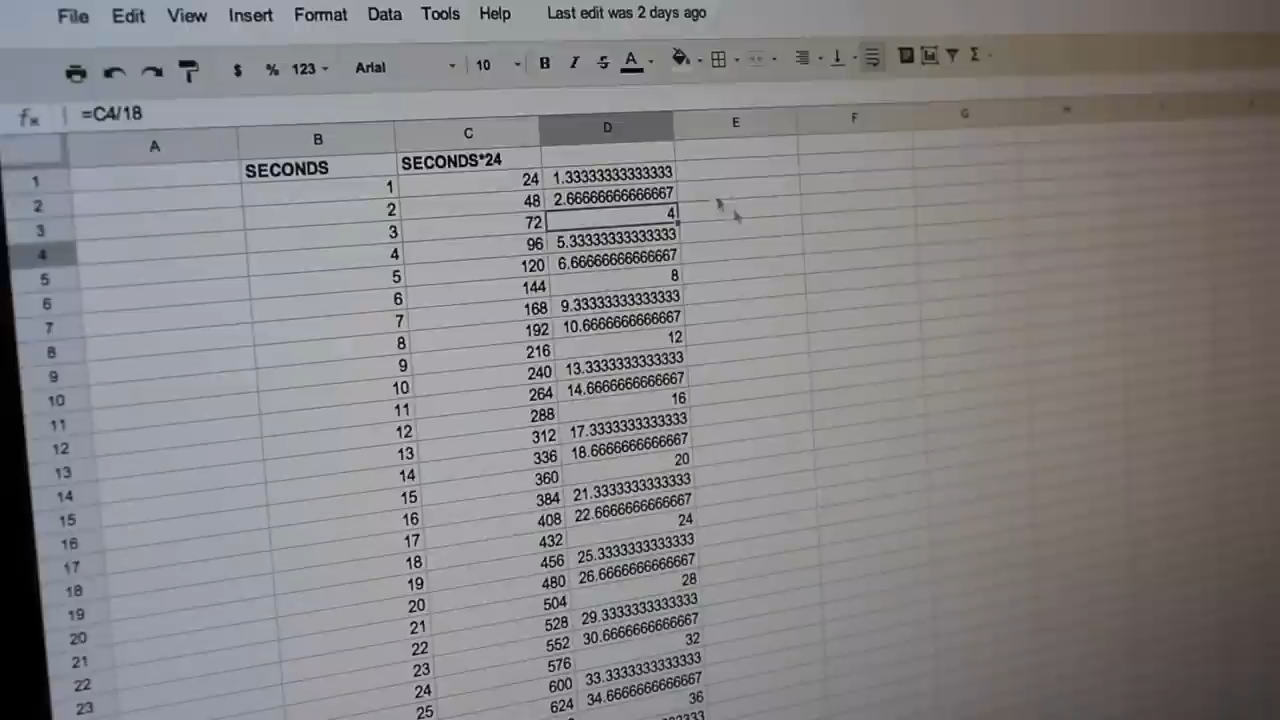 File Edit View Insert Format Data Tools Help Last edit was 2 days ago
$ % 123 Arial 10 B I S A Σ
fx =C4/18
A B C D E F G H
1 SECONDS SECONDS*24
2 1 24 1.33333333333333
3 2 48 2.66666666666667
4 3 72 4
5 4 96 5.33333333333333
6 5 120 6.66666666666667
7 6 144 8
8 7 168 9.33333333333333
9 8 192 10.6666666666667
10 9 216 12
11 10 240 13.3333333333333
12 11 264 14.6666666666667
13 12 288 16
14 13 312 17.3333333333333
15 14 336 18.6666666666667
16 15 360 20
17 16 384 21.3333333333333
18 17 408 22.6666666666667
19 18 432 24
20 19 456 25.3333333333333
21 20 480 26.6666666666667
22 21 504 28
23 22 528 29.3333333333333
23 552 30.6666666666667
24 576 32
25 600 33.3333333333333
624 34.6666666666667
36